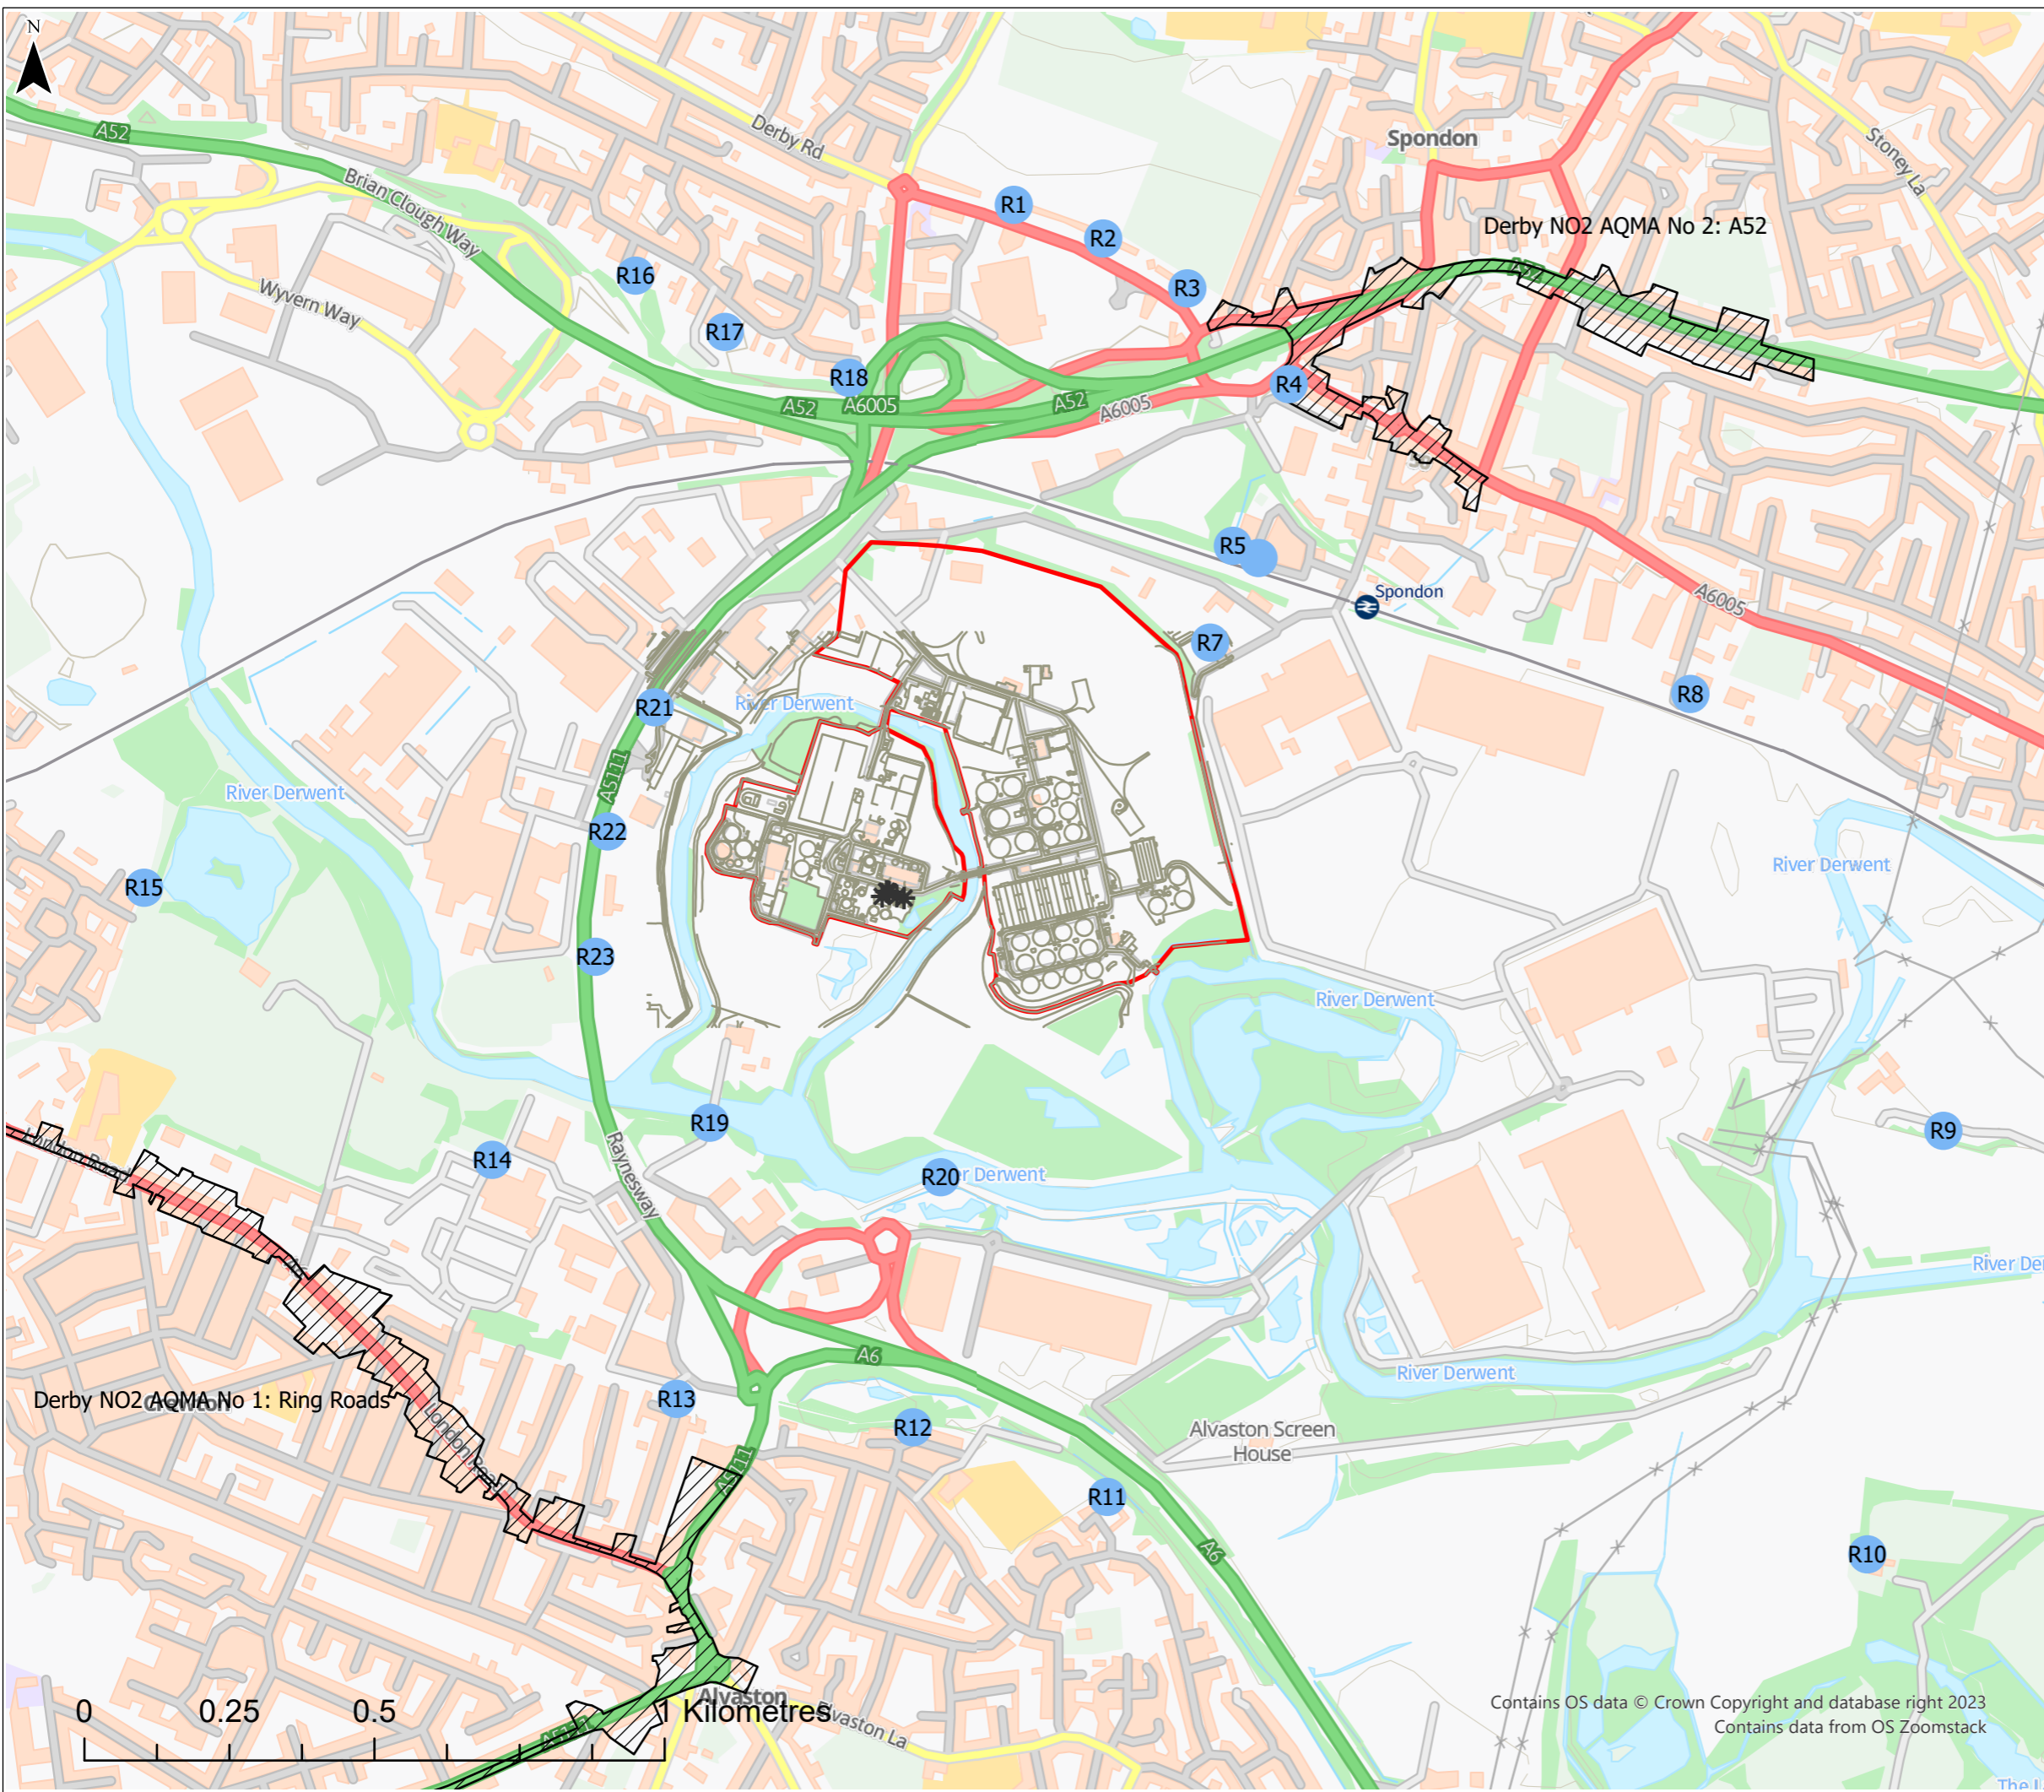 N
A52
Derby Rd
Spondon
Stoney La
Brian Clough Way
R1
R2
Derby NO2 AQMA No 2: A52
R16
R3
Wyvern Way
R17
R18
R4
A52
A6005
A52
A6005
R5
Spondon
A6005
R7
R8
R21
River Derwent
A5111
River Derwent
R22
River Derwent
R15
R23
River Derwent
London Road
R19
R9
R14
Raynesway
R20
River Derwent
A6
R13
Derby NO2 AQMA No 1: Ring Roads
London Road
R12
River Derwent
Alvaston Screen
House
A5111
R11
A6
R10
0
0.25
0.5
1 Kilometres
Alvaston
Alvaston La
Contains OS data © Crown Copyright and database right 2023
Contains data from OS Zoomstack